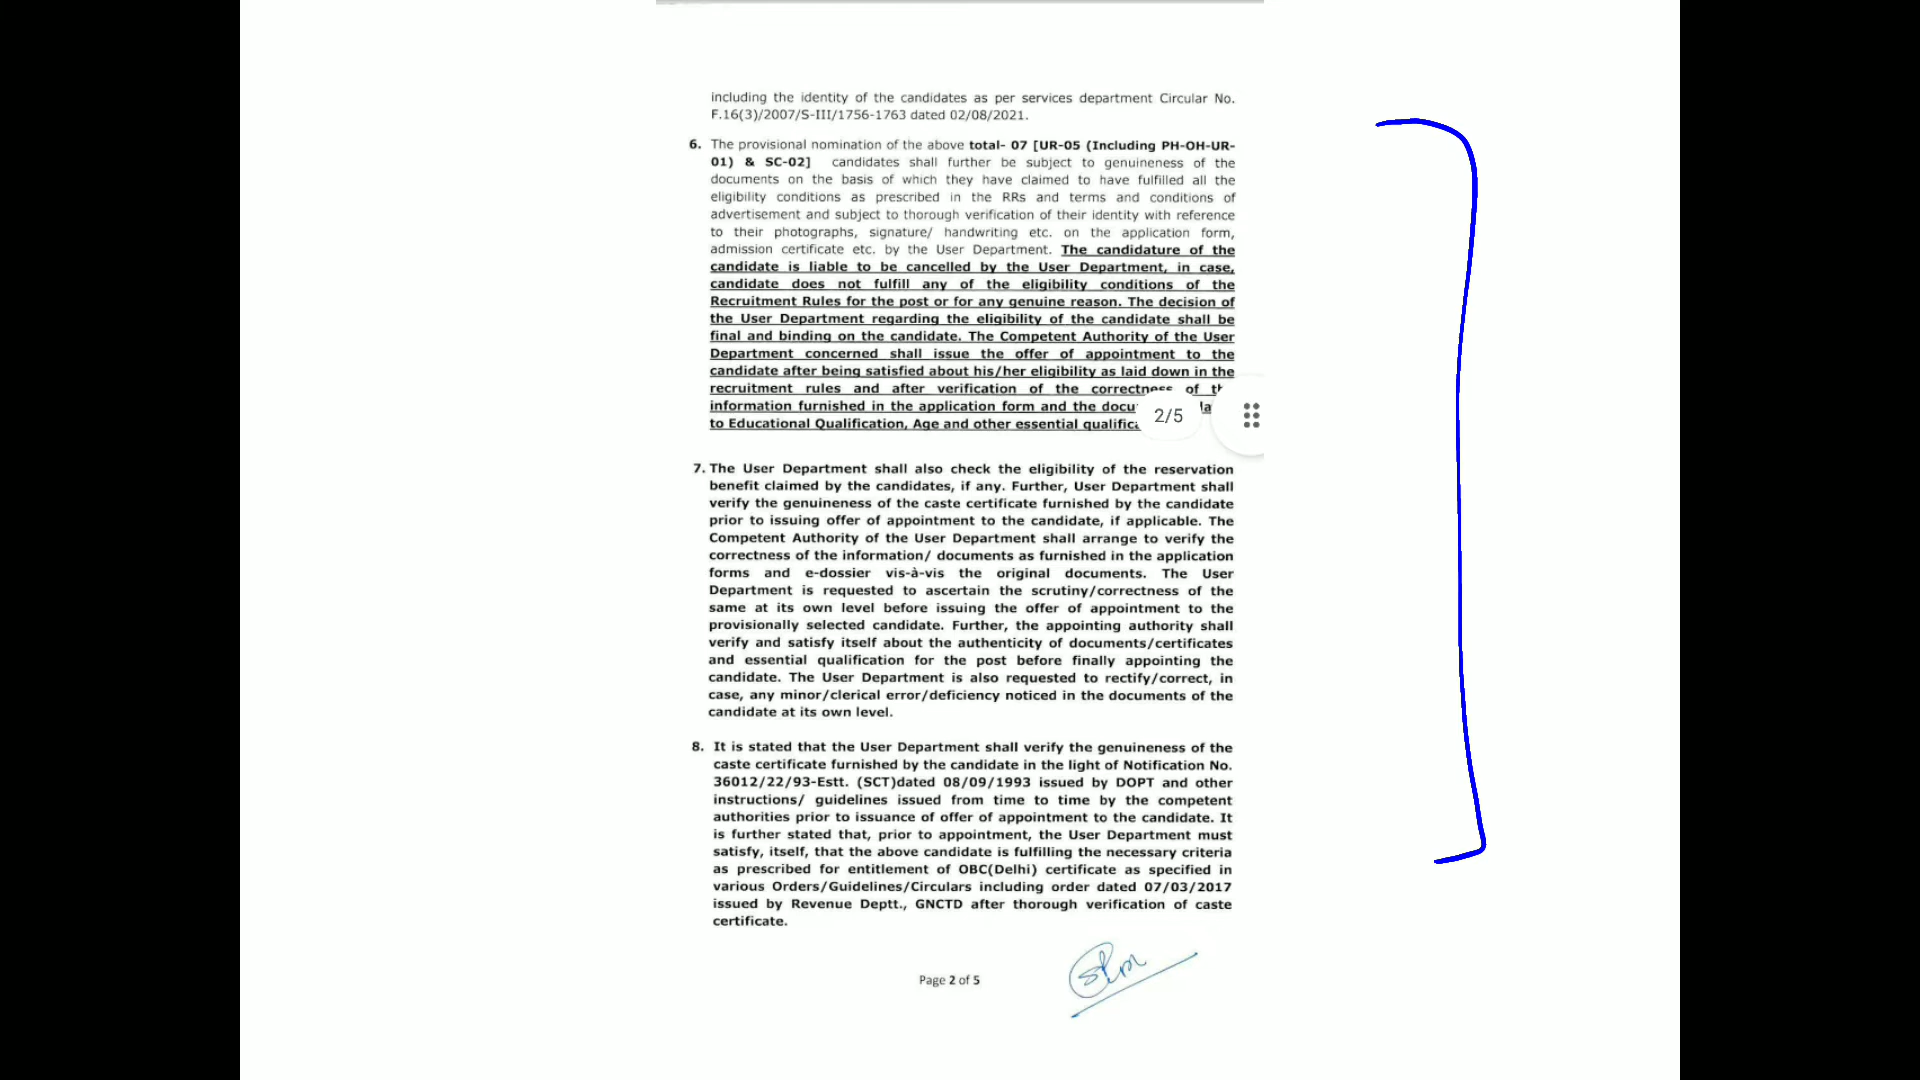 including the identity of the candidates as per services department Circular No.
F.16(3)/2007/S-III/1756-1763 dated 02/08/2021.
6. The provisional nomination of the above total- 07 [UR-05 (Including PH-OH-UR-
01) & SC-02] candidates shall further be subject to genuineness of the
documents on the basis of which they have claimed to have fulfilled all the
eligibility conditions as prescribed in the RRs and terms and conditions of
advertisement and subject to thorough verification of their identity with reference
to their photographs, signature/ handwriting etc. on the application form,
admission certificate etc. by the User Department. The candidature of the
candidate is liable to be cancelled by the User Department, in case,
candidate does not fulfill any of the eligibility conditions of the
Recruitment Rules for the post or for any genuine reason. The decision of
the User Department regarding the eligibility of the candidate shall be
final and binding on the candidate. The Competent Authority of the User
Department concerned shall issue the offer of appointment to the
candidate after being satisfied about his/her eligibility as laid down in the
recruitment rules and after verification of the correctness of
information furnished in the application form and the
to Educational Qualification, Age and other essential
2/5
7. The User Department shall also check the eligibility of the reservation
benefit claimed by the candidates, if any. Further, User Department shall
verify the genuineness of the caste certificate furnished by the candidate
prior to issuing offer of appointment to the candidate, if applicable. The
Competent Authority of the User Department shall arrange to verify the
correctness of the information/ documents as furnished in the application
forms and e-dossier vis-à-vis the original documents. The User
Department is requested to ascertain the scrutiny/correctness of the
same at its own level before issuing the offer of appointment to the
provisionally selected candidate. Further, the appointing authority shall
verify and satisfy itself about the authenticity of documents/certificates
and essential qualification for the post before finally appointing the
candidate. The User Department is also requested to rectify/correct, in
case, any minor/clerical error/deficiency noticed in the documents of the
candidate at its own level.
8. It is stated that the User Department shall verify the genuineness of the
caste certificate furnished by the candidate in the light of Notification No.
36012/22/93-Estt. (SCT)dated 08/09/1993 issued by DOPT and other
instructions/ guidelines issued from time to time by the competent
authorities prior to issuance of offer of appointment to the candidate. It
is further stated that, prior to appointment, the User Department must
satisfy, itself, that the above candidate is fulfilling the necessary criteria
as prescribed for entitlement of OBC(Delhi) certificate as specified in
various Orders/Guidelines/Circulars including order dated 07/03/2017
issued by Revenue Deptt., GNCTD after thorough verification of caste
certificate.
Page 2 of 5